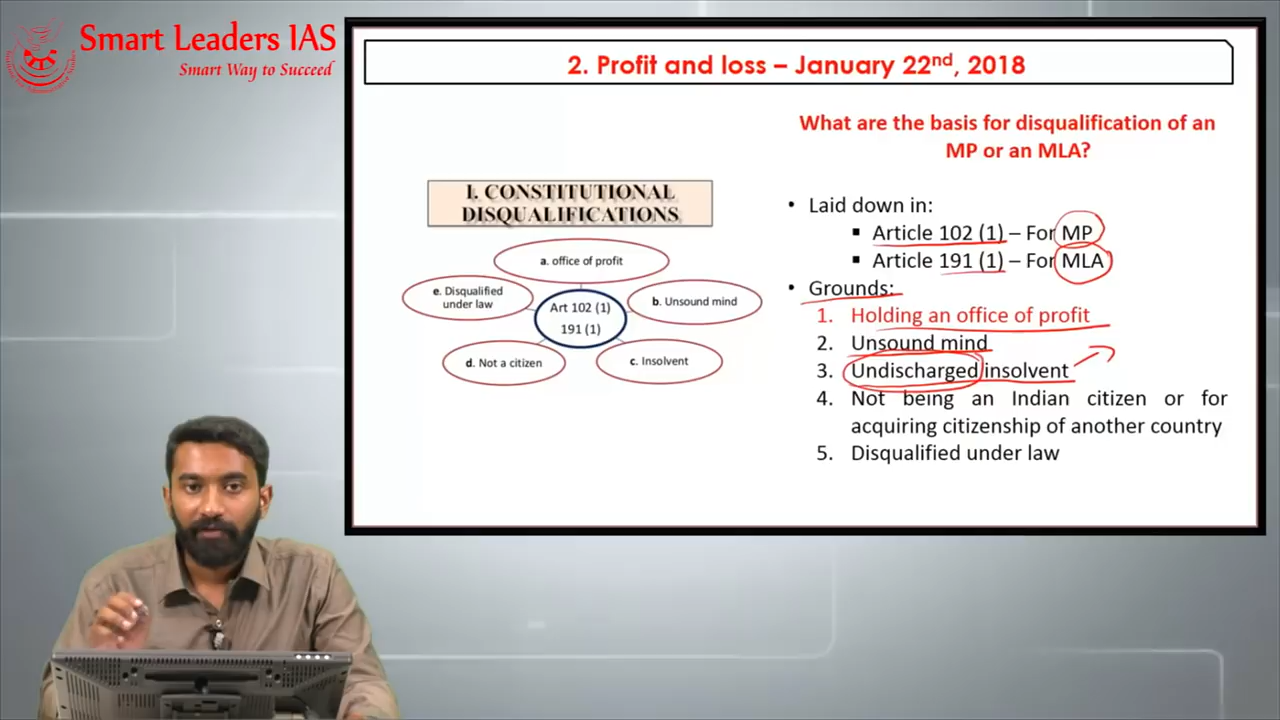 Smart Leaders IAS
Smart Way to Succeed
2. Profit and loss – January 22nd, 2018
What are the basis for disqualification of an
MP or an MLA?
I. CONSTITUTIONAL
DISQUALIFICATIONS
a. office of profit
e. Disqualified
under law
b. Unsound mind
Art 102 (1)
191 (1)
d. Not a citizen
c. Insolvent
• Laid down in:
▪ Article 102 (1) – For MP
▪ Article 191 (1) – For MLA
• Grounds:
1. Holding an office of profit
2. Unsound mind
3. Undischarged insolvent
4. Not being an Indian citizen or for
acquiring citizenship of another country
5. Disqualified under law